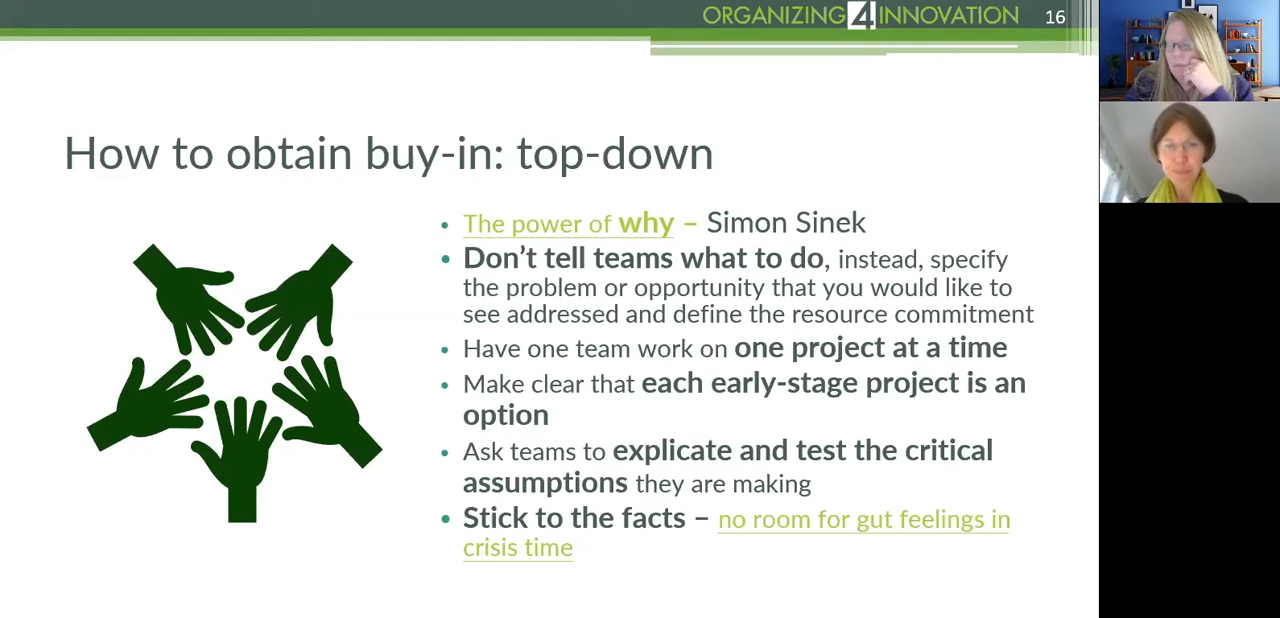 ORGANIZING 4 INNOVATION 16
How to obtain buy-in: top-down
• The power of why – Simon Sinek
• Don’t tell teams what to do, instead, specify
the problem or opportunity that you would like to
see addressed and define the resource commitment
• Have one team work on one project at a time
• Make clear that each early-stage project is an
option
• Ask teams to explicate and test the critical
assumptions they are making
• Stick to the facts – no room for gut feelings in
crisis time